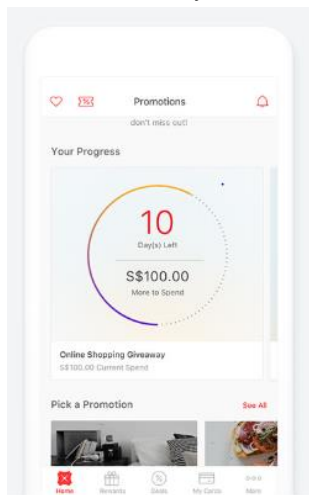 Promotions
don't miss out!
Your Progress
10
Day(s) Left
S$100.00
More to Spend
Online Shopping Giveaway
S$100.00 Current Spend
Pick a Promotion
See All
Home
Rewards
Deals
My Cards
More